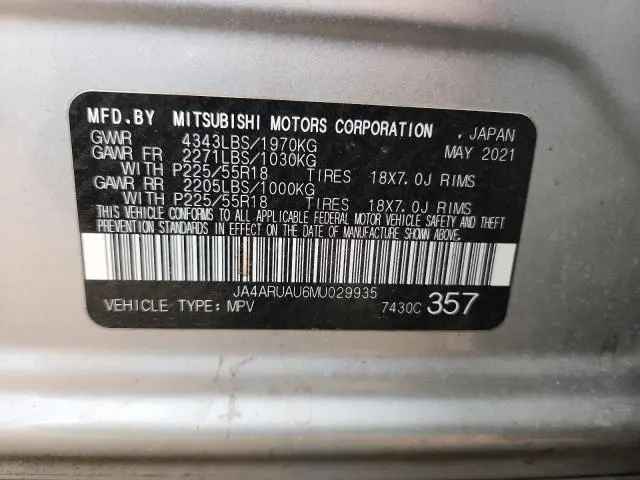 MFD.BY MITSUBISHI MOTORS CORPORATION , JAPAN
GVWR 4343LBS/1970KG MAY 2021
GAWR FR 2271LBS/1030KG
WITH P225/55R18 TIRES 18X7.0J RIMS
GAWR RR 2205LBS/1000KG
WITH P225/55R18 TIRES 18X7.0J RIMS
THIS VEHICLE CONFORMS TO ALL APPLICABLE FEDERAL MOTOR VEHICLE SAFETY AND THEFT
PREVENTION STANDARDS IN EFFECT ON THE DATE OF MANUFACTURE SHOWN ABOVE.
JA4ARUAU6MU029935
VEHICLE TYPE: MPV 7430C 357